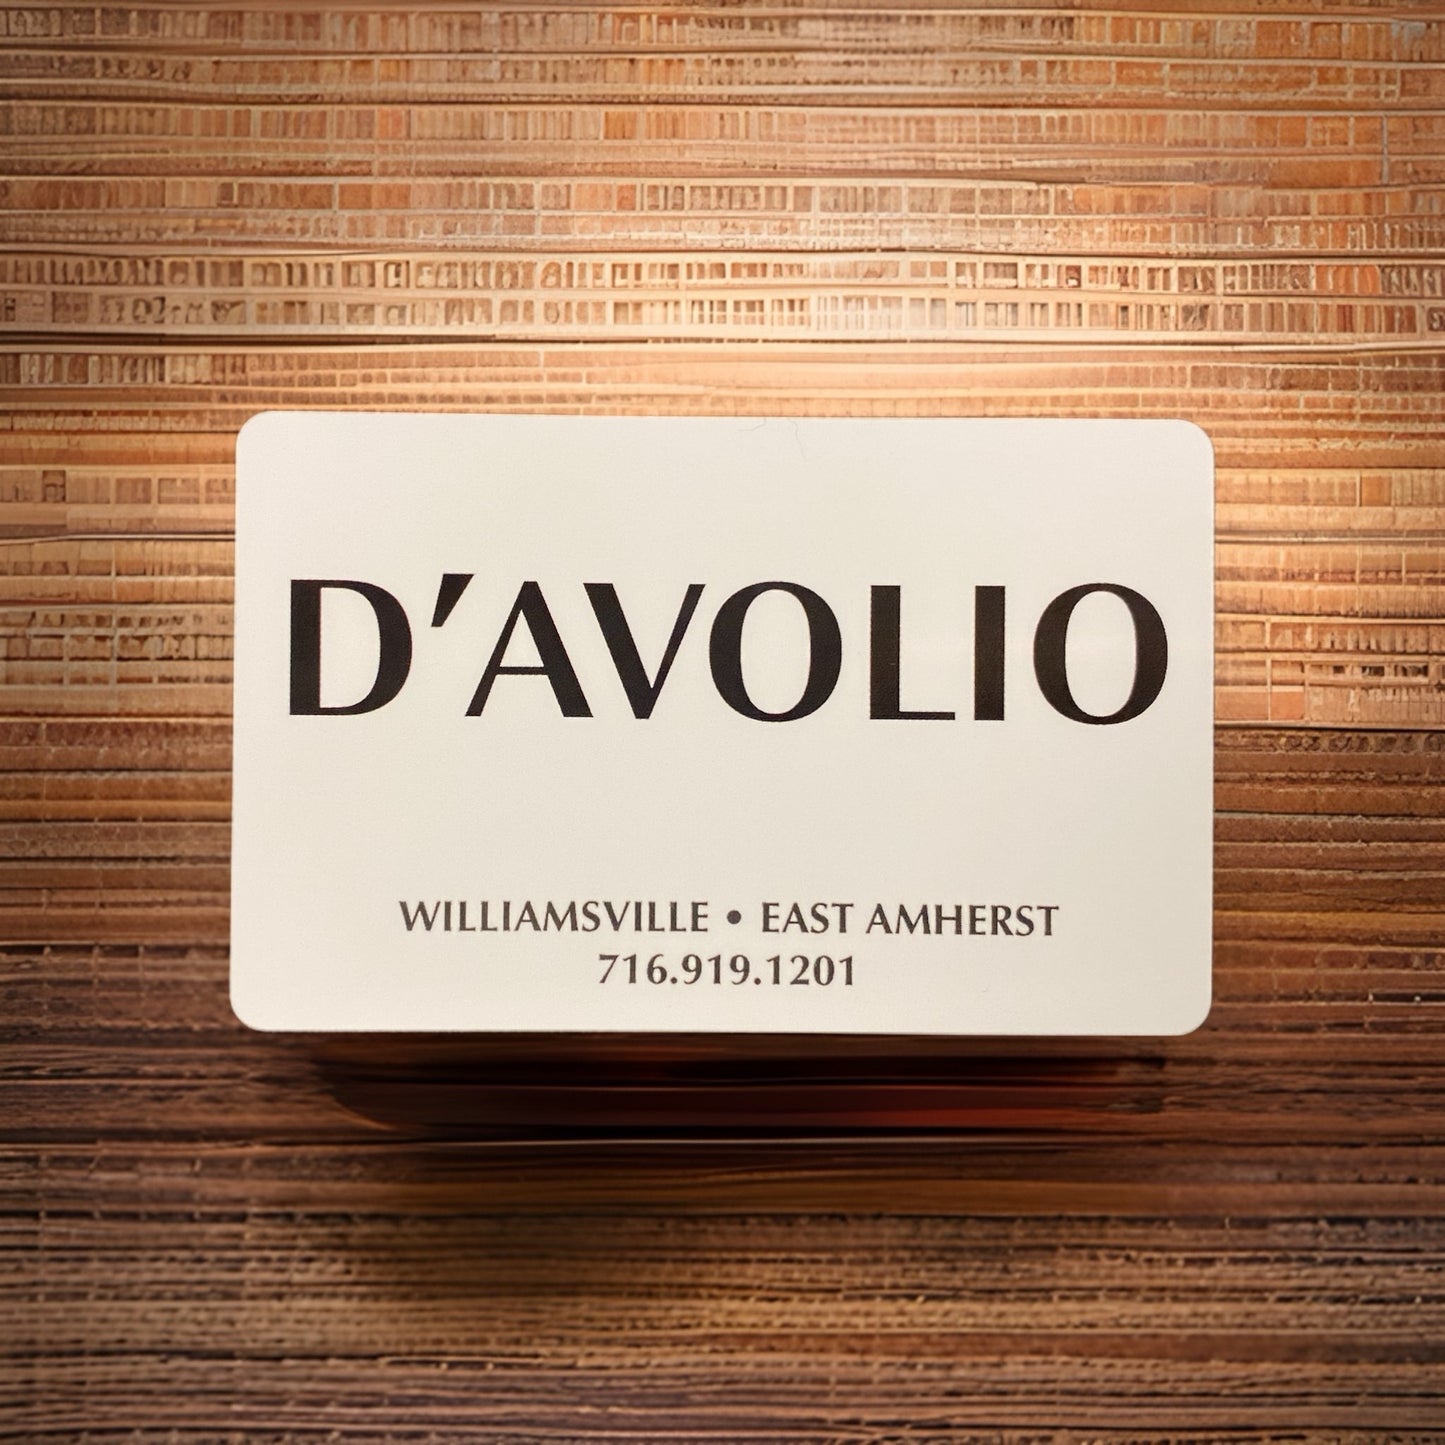 D'AVOLIO
WILLIAMSVILLE • EAST AMHERST
716.919.1201